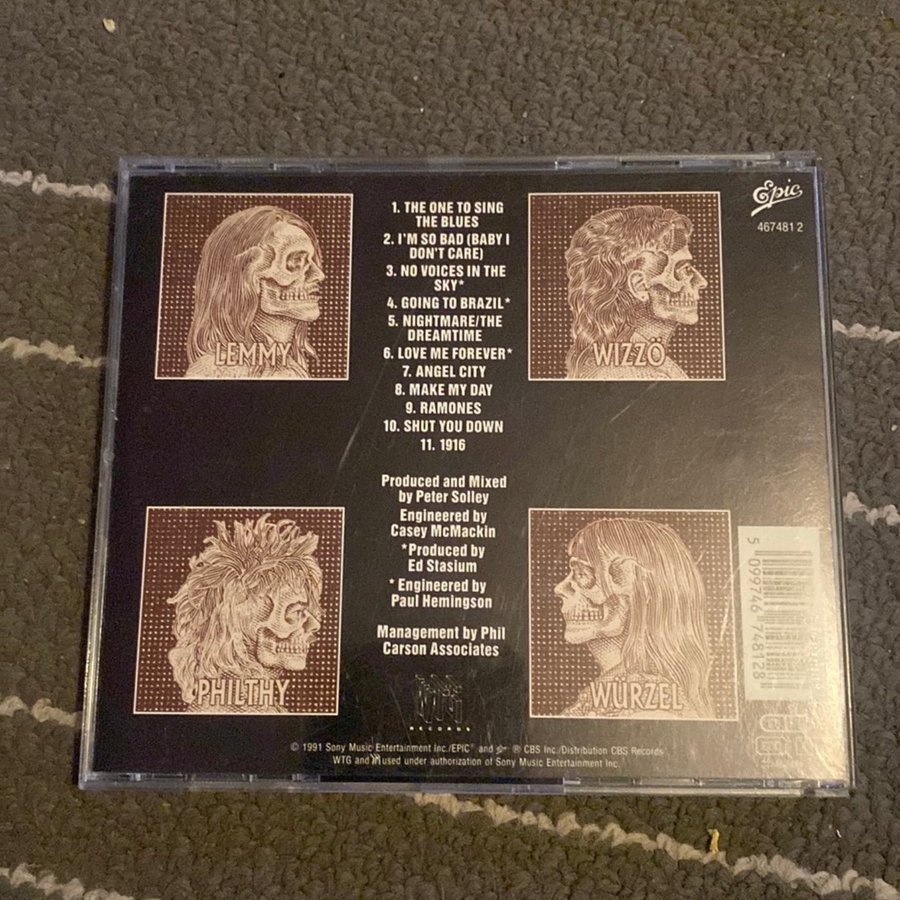 LEMMY
1. THE ONE TO SING
THE BLUES
2. I'M SO BAD (BABY I
DON'T CARE)
3. NO VOICES IN THE
SKY*
4. GOING TO BRAZIL*
5. NIGHTMARE/THE
DREAMTIME
6. LOVE ME FOREVER*
7. ANGEL CITY
8. MAKE MY DAY
9. RAMONES
10. SHUT YOU DOWN
11. 1916
Epic
467481 2
WIZZÖ
Produced and Mixed
by Peter Solley
Engineered by
Casey McMackin
*Produced by
Ed Stasium
* Engineered by
Paul Hemingson
Management by Phil
Carson Associates
PHILTHY
WÜRZEL
5 099746 748128
RECORDS
© 1991 Sony Music Entertainment Inc./EPIC® and ℗ CBS Inc./Distribution CBS Records
WTG and used under authorization of Sony Music Entertainment Inc.